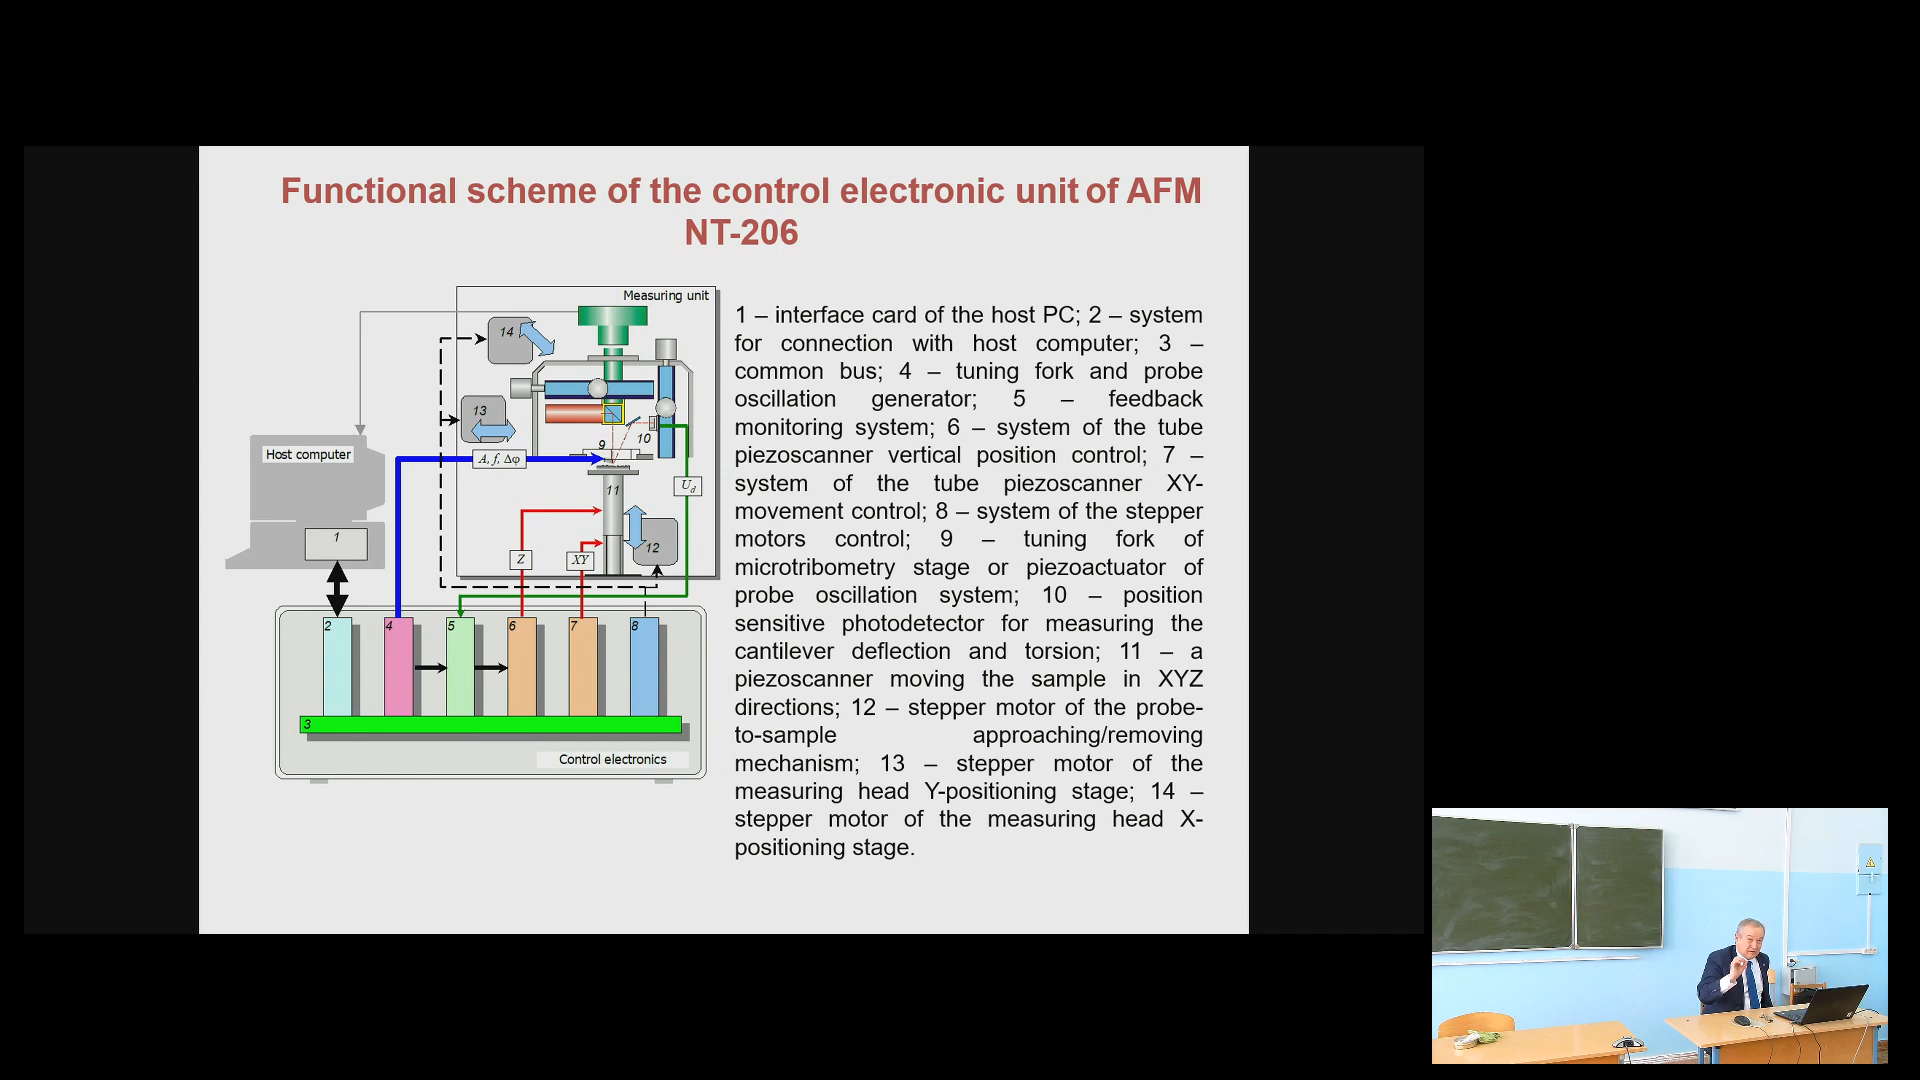 Functional scheme of the control electronic unit of AFM
NT-206
Measuring unit
14
13
9
10
Host computer
A, f, Δφ
11
U_d
1
Z
XY
12
2
4
5
6
7
8
3
Control electronics
1 – interface card of the host PC; 2 – system
for connection with host computer; 3 –
common bus; 4 – tuning fork and probe
oscillation generator; 5 – feedback
monitoring system; 6 – system of the tube
piezoscanner vertical position control; 7 –
system of the tube piezoscanner XY-
movement control; 8 – system of the stepper
motors control; 9 – tuning fork of
microtribometry stage or piezoactuator of
probe oscillation system; 10 – position
sensitive photodetector for measuring the
cantilever deflection and torsion; 11 – a
piezoscanner moving the sample in XYZ
directions; 12 – stepper motor of the probe-
to-sample approaching/removing
mechanism; 13 – stepper motor of the
measuring head Y-positioning stage; 14 –
stepper motor of the measuring head X-
positioning stage.